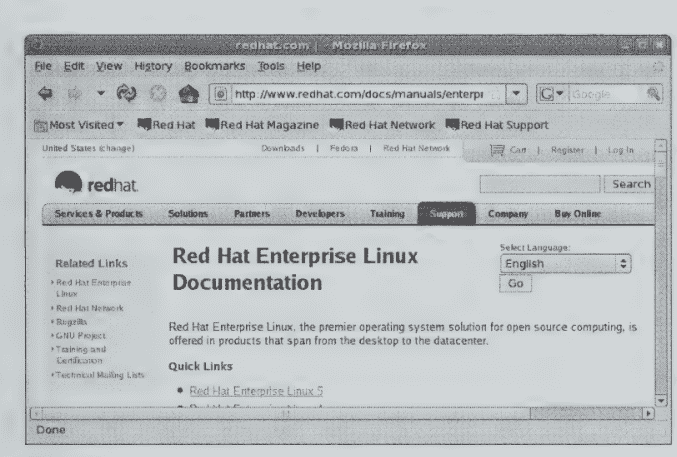 redhat.com | Mozilla Firefox
File Edit View History Bookmarks Tools Help
http://www.redhat.com/docs/manuals/enterpr G Google
Most Visited Red Hat Red Hat Magazine Red Hat Network Red Hat Support
United States (change) Downloads | Fedora | Red Hat Network Cart | Register | Log In
redhat. Search
Services & Products Solutions Partners Developers Training Support Company Buy Online
Select Language:
English
Go
Red Hat Enterprise Linux
Documentation
Related Links
Red Hat Enterprise
Linux
Red Hat Network
Bugzilla
GNU Project
Training and
Certification
Technical Mailing Lists
Red Hat Enterprise Linux, the premier operating system solution for open source computing, is
offered in products that span from the desktop to the datacenter.
Quick Links
Red Hat Enterprise Linux 5
Done